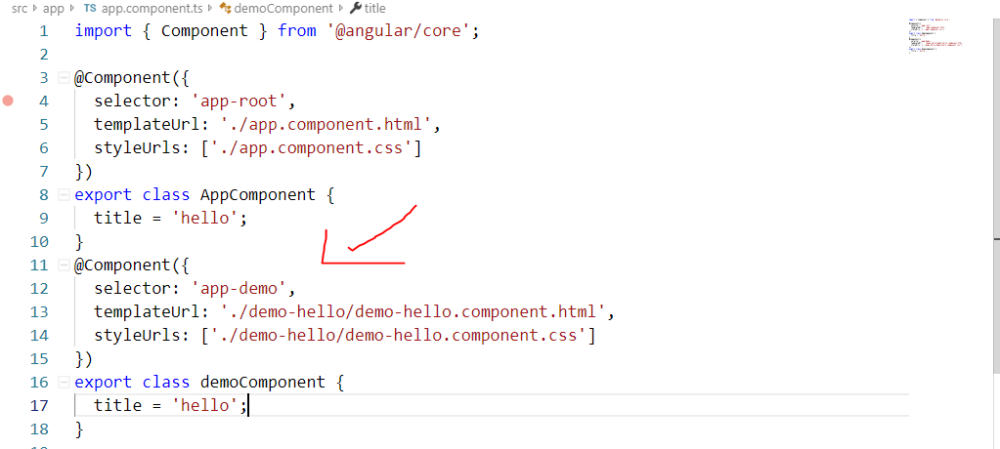 src app TS app.component.ts demoComponent title
1 import { Component } from '@angular/core';
2
3 @Component({
4 selector: 'app-root',
5 templateUrl: './app.component.html',
6 styleUrls: ['./app.component.css']
7 })
8 export class AppComponent {
9 title = 'hello';
10 }
11 @Component({
12 selector: 'app-demo',
13 templateUrl: './demo-hello/demo-hello.component.html',
14 styleUrls: ['./demo-hello/demo-hello.component.css']
15 })
16 export class demoComponent {
17 title = 'hello';
18 }